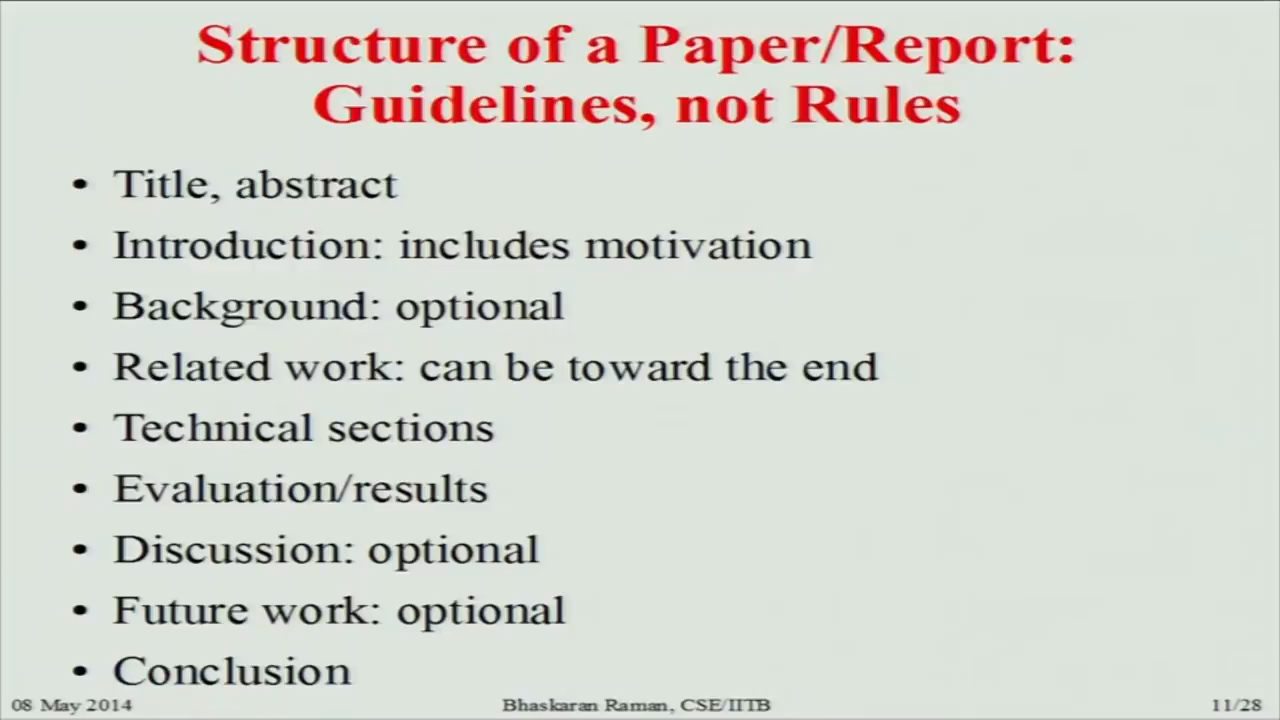 Structure of a Paper/Report:
Guidelines, not Rules
• Title, abstract
• Introduction: includes motivation
• Background: optional
• Related work: can be toward the end
• Technical sections
• Evaluation/results
• Discussion: optional
• Future work: optional
• Conclusion
08 May 2014
Bhaskaran Raman, CSE/IITB
11/28